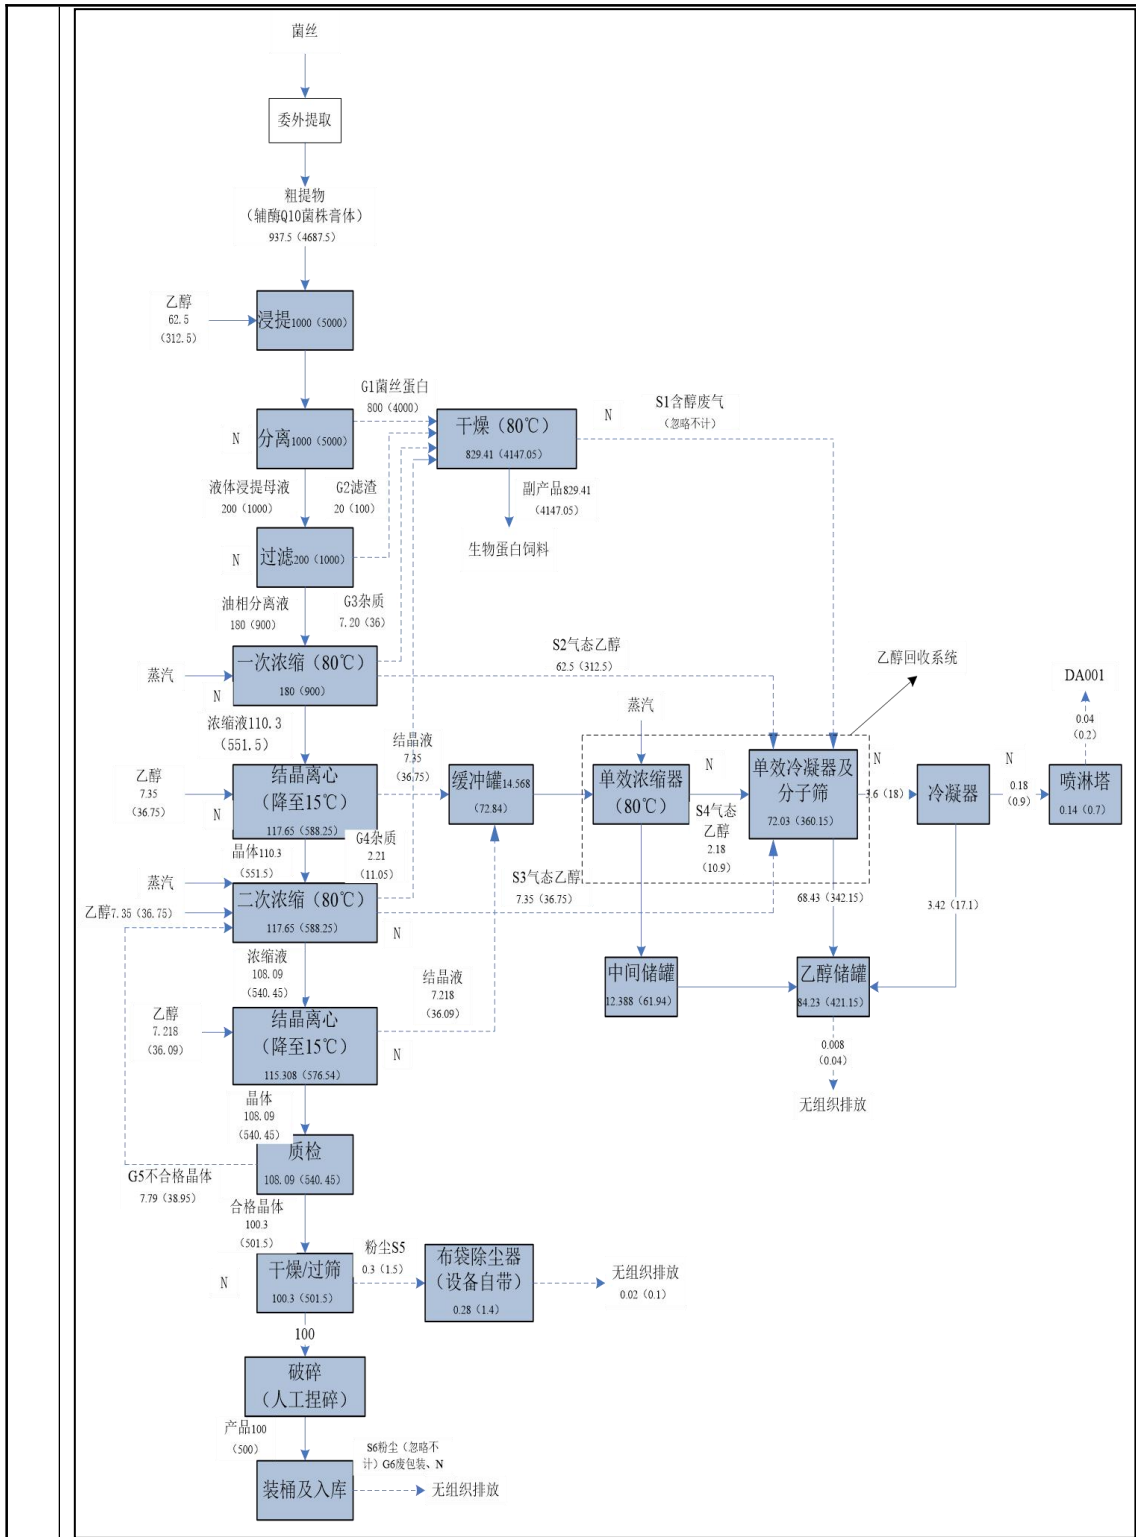 菌丝
委外提取
粗提物
（辅酶Q10菌株膏体）
937.5（4687.5）
乙醇
62.5
（312.5）
浸提1000（5000）
G1菌丝蛋白
800（4000）
N
分离1000（5000）
干燥（80℃）
829.41（4147.05）
N
S1含醇废气
（忽略不计）
液体浸提母液
200（1000）
G2滤渣
20（100）
副产品829.41
（4147.05）
生物蛋白饲料
N
过滤200（1000）
油相分离液
180（900）
G3杂质
7.20（36）
蒸汽
N
一次浓缩（80℃）
180（900）
S2气态乙醇
62.5（312.5）
乙醇回收系统
DA001
0.04
（0.2）
浓缩液110.3
（551.5）
结晶液
7.35
（36.75）
蒸汽
乙醇
7.35
（36.75）
N
结晶离心
（降至15℃）
117.65（588.25）
缓冲罐14.568
（72.84）
单效浓缩器
（80℃）
N
S4气态
乙醇
2.18
（10.9）
单效冷凝器及
分子筛
72.03（360.15）
N
3.6（18）
冷凝器
N
0.18
（0.9）
喷淋塔
0.14（0.7）
晶体110.3
（551.5）
G4杂质
2.21
（11.05）
蒸汽
乙醇7.35（36.75）
二次浓缩（80℃）
117.65（588.25）
N
S3气态乙醇
7.35（36.75）
68.43（342.15）
3.42（17.1）
浓缩液
108.09
（540.45）
结晶液
7.218
（36.09）
中间储罐
12.388（61.94）
乙醇储罐
84.23（421.15）
乙醇
7.218
（36.09）
结晶离心
（降至15℃）
115.308（576.54）
N
0.008
（0.04）
无组织排放
晶体
108.09
（540.45）
质检
108.09（540.45）
G5不合格晶体
7.79（38.95）
合格晶体
100.3
（501.5）
N
干燥/过筛
100.3（501.5）
粉尘S5
0.3（1.5）
布袋除尘器
（设备自带）
0.28（1.4）
无组织排放
0.02（0.1）
100
破碎
（人工捏碎）
产品100
（500）
S6粉尘（忽略不
计）G6废包装、N
装桶及入库
无组织排放